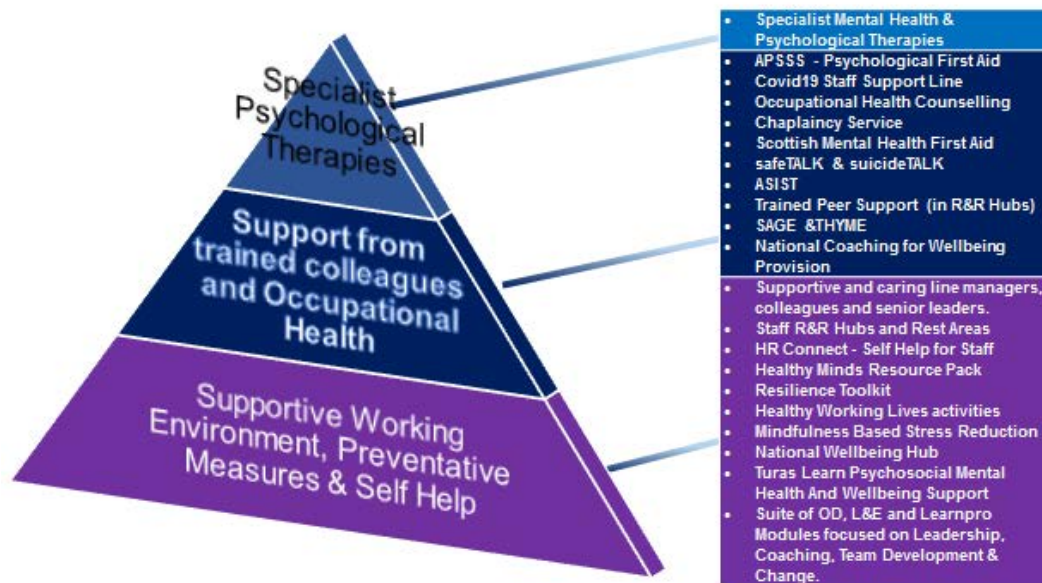 Specialist
Psychological
Therapies
Support from
trained colleagues
and Occupational
Health
Supportive Working
Environment, Preventative
Measures & Self Help
• Specialist Mental Health &
Psychological Therapies
• APSSS - Psychological First Aid
• Covid19 Staff Support Line
• Occupational Health Counselling
• Chaplaincy Service
• Scottish Mental Health First Aid
• safeTALK & suicideTALK
• ASIST
• Trained Peer Support (in R&R Hubs)
• SAGE &THYME
• National Coaching for Wellbeing
Provision
• Supportive and caring line managers,
colleagues and senior leaders.
• Staff R&R Hubs and Rest Areas
• HR Connect - Self Help for Staff
• Healthy Minds Resource Pack
• Resilience Toolkit
• Healthy Working Lives activities
• Mindfulness Based Stress Reduction
• National Wellbeing Hub
• Turas Learn Psychosocial Mental
Health And Wellbeing Support
• Suite of OD, L&E and Learnpro
Modules focused on Leadership,
Coaching, Team Development &
Change.